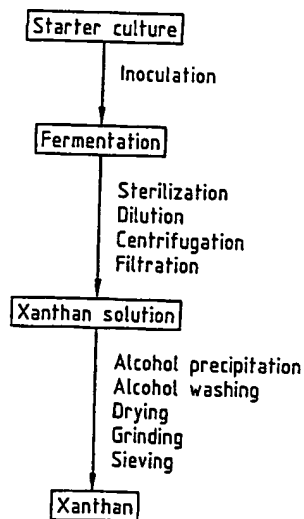 Starter culture
Inoculation
Fermentation
Sterilization
Dilution
Centrifugation
Filtration
Xanthan solution
Alcohol precipitation
Alcohol washing
Drying
Grinding
Sieving
Xanthan